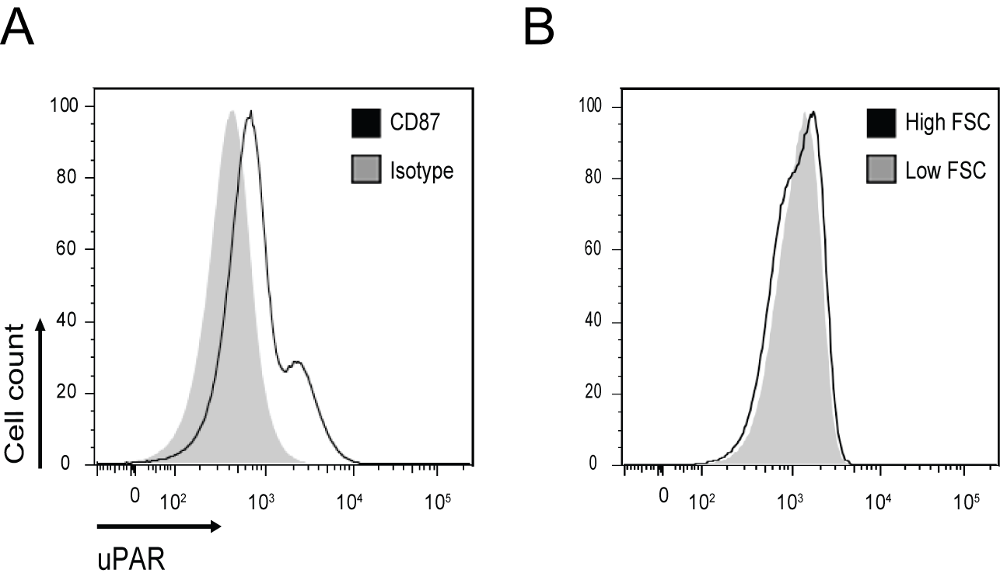 A
B
100
80
60
40
20
0
CD87
Isotype
0 10² 10³ 10⁴ 10⁵
Cell count
uPAR
100
80
60
40
20
0
High FSC
Low FSC
0 10² 10³ 10⁴ 10⁵